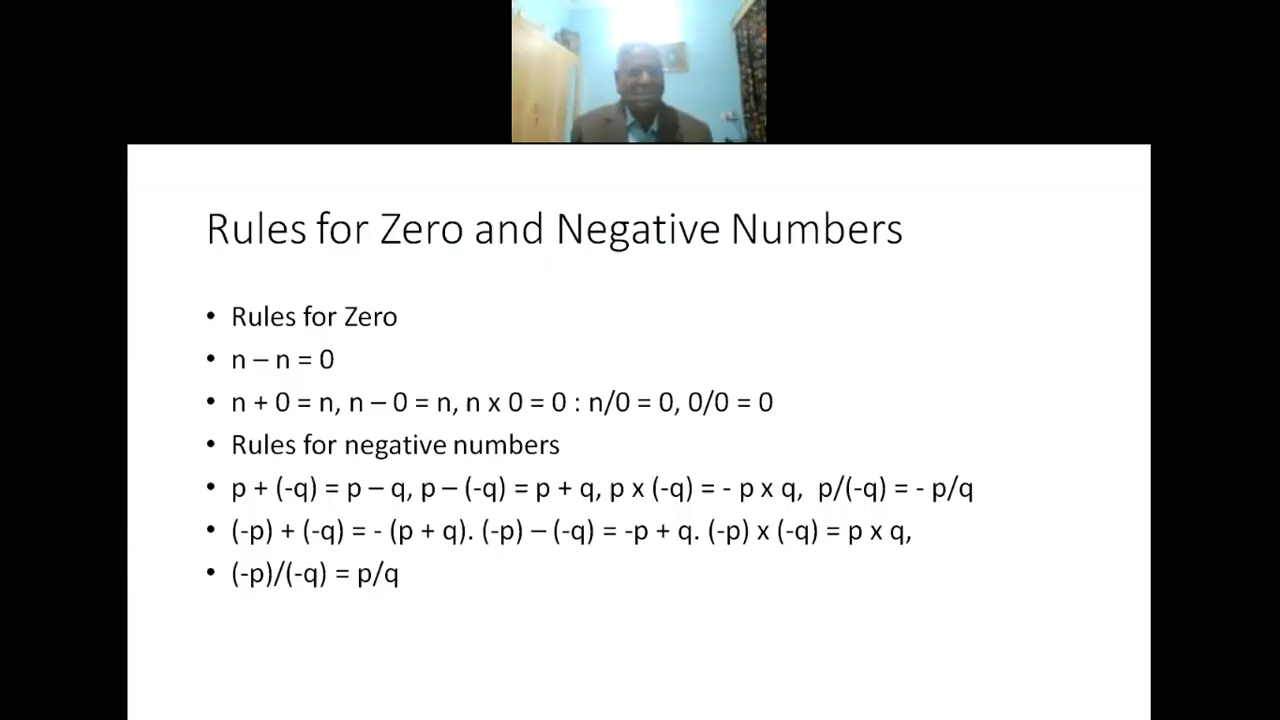 Rules for Zero and Negative Numbers
• Rules for Zero
• n – n = 0
• n + 0 = n, n – 0 = n, n x 0 = 0 : n/0 = 0, 0/0 = 0
• Rules for negative numbers
• p + (-q) = p – q, p – (-q) = p + q, p x (-q) = - p x q,  p/(-q) = - p/q
• (-p) + (-q) = - (p + q). (-p) – (-q) = -p + q. (-p) x (-q) = p x q,
• (-p)/(-q) = p/q